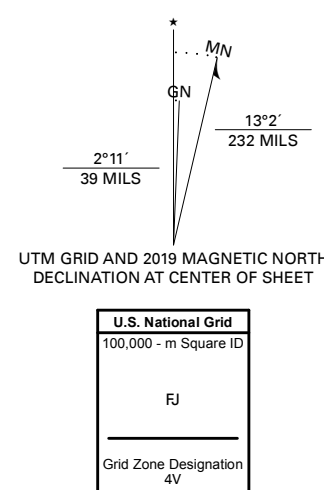 ★
MN
GN
13°2´
232 MILS
2°11´
39 MILS
UTM GRID AND 2019 MAGNETIC NORTH
DECLINATION AT CENTER OF SHEET
U.S. National Grid
100,000 - m Square ID
FJ
Grid Zone Designation
4V